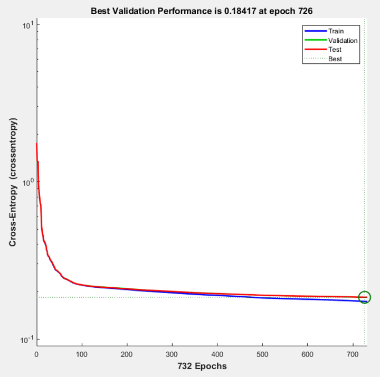 Best Validation Performance is 0.18417 at epoch 726
Train
Validation
Test
Best
Cross-Entropy (crossentropy)
10^1
10^0
10^-1
0 100 200 300 400 500 600 700
732 Epochs